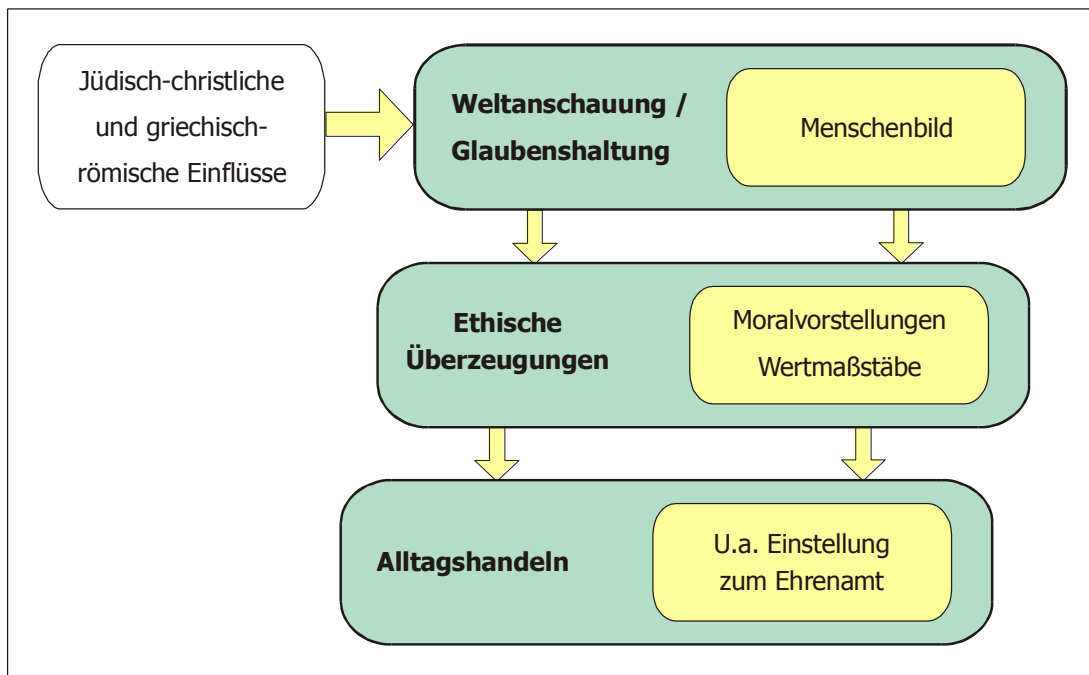 Jüdisch-christliche
und griechisch-
römische Einflüsse
Weltanschauung /
Glaubenshaltung
Menschenbild
Ethische
Überzeugungen
Moralvorstellungen
Wertmaßstäbe
Alltagshandeln
U.a. Einstellung
zum Ehrenamt